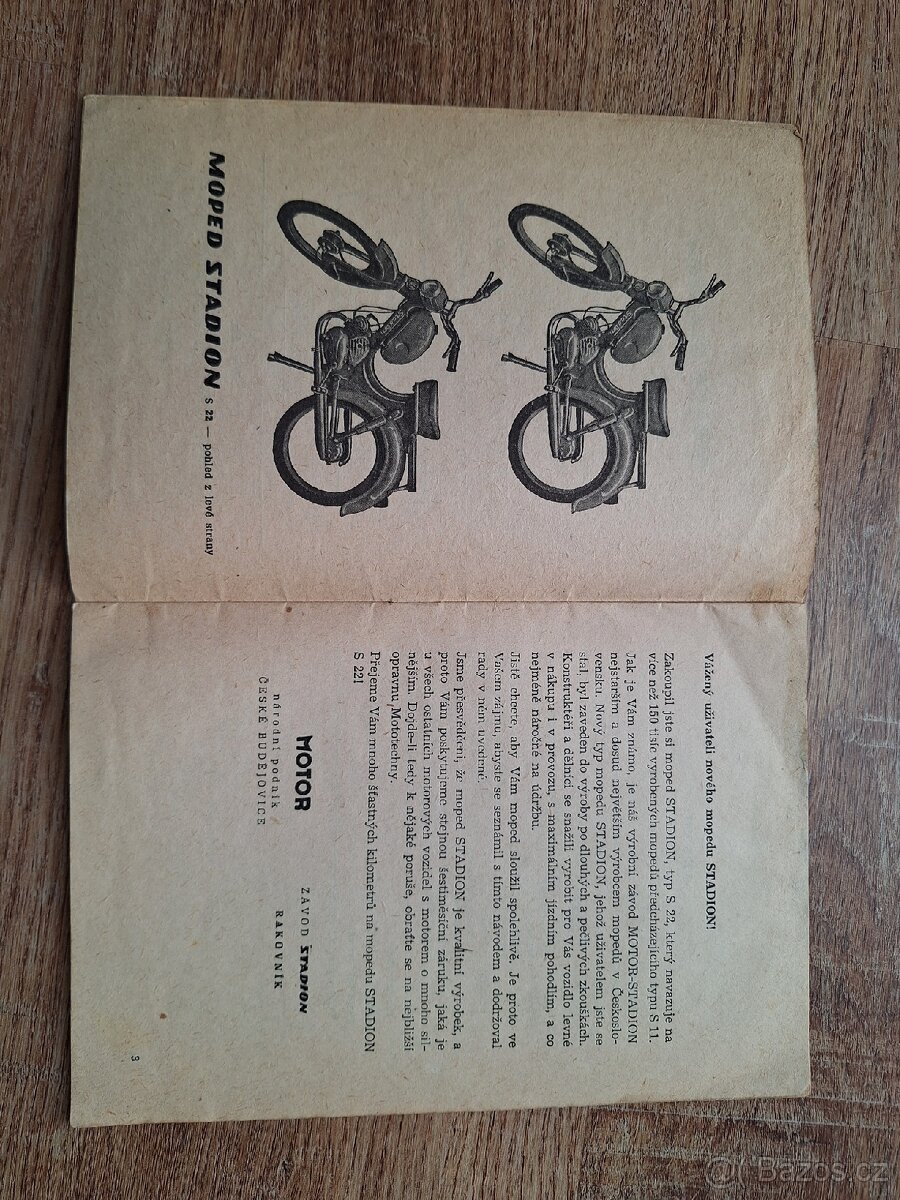 MOPED STADION S 22 — pohled z levé strany
Vážený uživateli nového mopedu STADION!
Zakoupil jste si moped STADION, typ S 22, který navazuje na
více než 150 tisíc vyrobených mopedů předcházejícího typu S 11.
Jak je Vám známo, je náš výrobní závod MOTOR-STADION
nejstarším a dosud největším výrobcem mopedů v Českoslo-
vensku. Nový typ mopedu STADION, jehož uživatelem jste se
stal, byl zaveden do výroby po dlouhých a pečlivých zkouškách.
Konstruktéři a dělníci se snažili vyrobit pro Vás vozidlo levné
v nákupu i v provozu, s maximálním jízdním pohodlím, a co
nejméně náročné na údržbu.
Jistě chcete, aby Vám moped sloužil spolehlivě. Je proto ve
Vašem zájmu, abyste se seznámil s tímto návodem a dodržoval
rady v něm uvedené.
Jsme přesvědčeni, že moped STADION je kvalitní výrobek, a
proto Vám poskytujeme stejnou šestiměsíční záruku, jaká je
u všech ostatních motorových vozidel s motorem o mnoho sil-
nějším. Dojde-li tedy k nějaké poruše, obraťte se na nejbližší
opravnu Mototechny.
Přejeme Vám mnoho šťastných kilometrů na mopedu STADION
S 22!
MOTOR ZÁVOD STADION
národní podnik RAKOVNÍK
ČESKÉ BUDĚJOVICE
3
Bazoš.cz